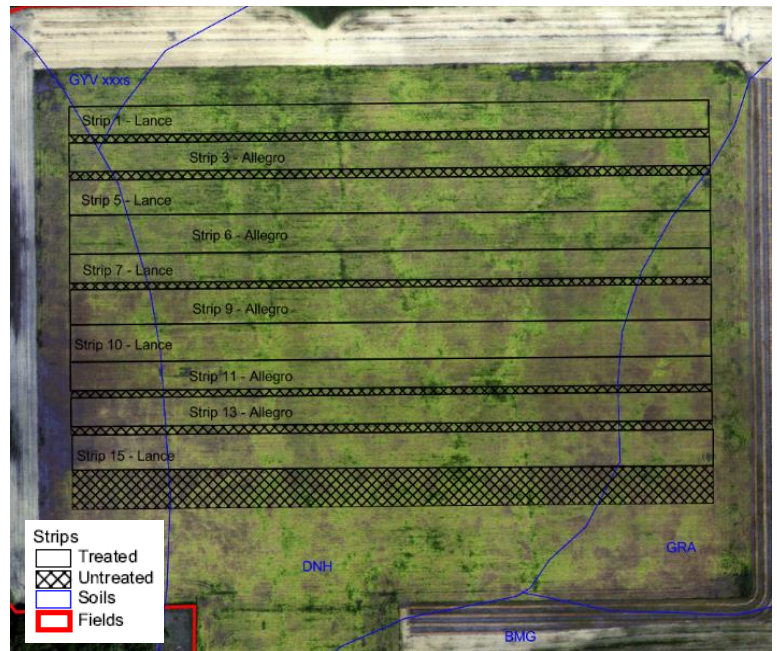 GYV xxxs
Strip 1 - Lance
Strip 3 - Allegro
Strip 5 - Lance
Strip 6 - Allegro
Strip 7 - Lance
Strip 9 - Allegro
Strip 10 - Lance
Strip 11 - Allegro
Strip 13 - Allegro
Strip 15 - Lance
Strips
Treated
Untreated
Soils
Fields
DNH
GRA
BMG